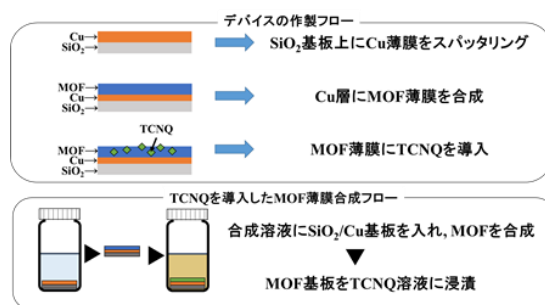 デバイスの作製フロー
Cu→
SiO₂→
SiO₂基板上にCu薄膜をスパッタリング
MOF→
Cu→
SiO₂→
Cu層にMOF薄膜を合成
TCNQ
MOF→
Cu→
SiO₂→
MOF薄膜にTCNQを導入
TCNQを導入したMOF薄膜合成フロー
合成溶液にSiO₂/Cu基板を入れ, MOFを合成
MOF基板をTCNQ溶液に浸漬